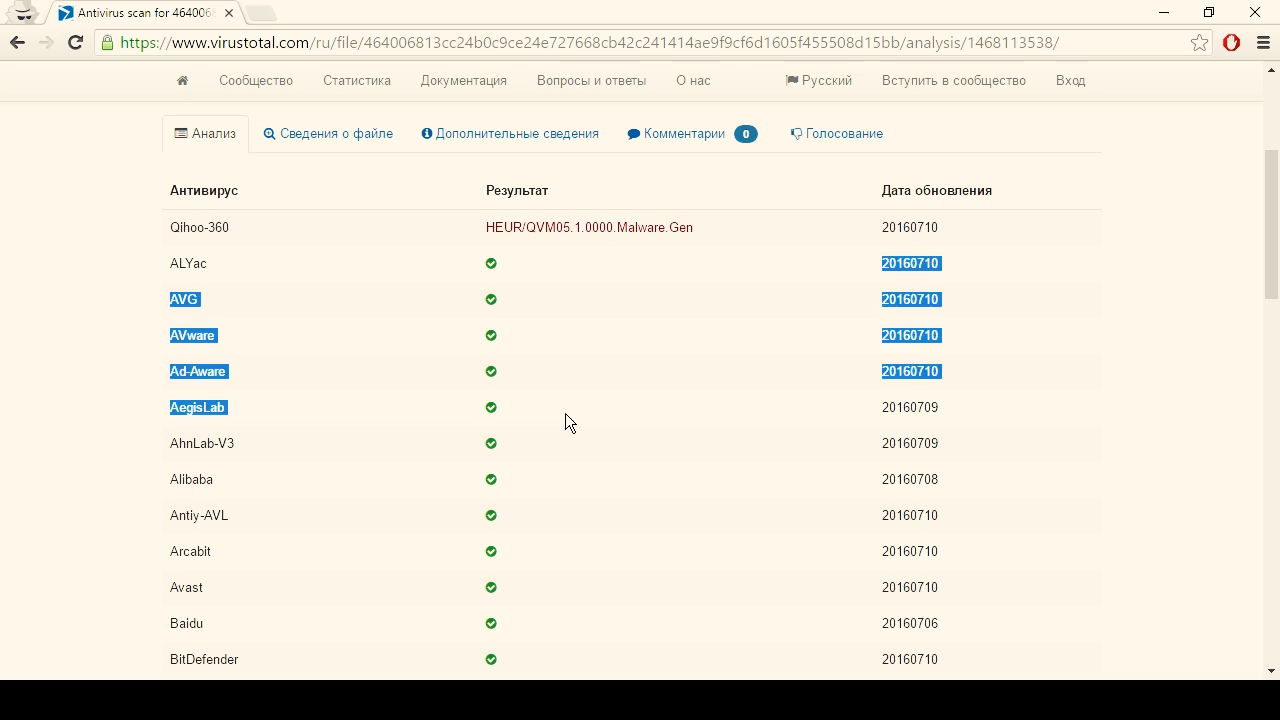 Antivirus scan for 464006
https://www.virustotal.com/ru/file/464006813cc24b0c9ce24e727668cb42c241414ae9f9cf6d1605f455508d15bb/analysis/1468113538/
Сообщество Статистика Документация Вопросы и ответы О нас Русский Вступить в сообщество Вход
Анализ Сведения о файле Дополнительные сведения Комментарии 0 Голосование
Антивирус Результат Дата обновления
Qihoo-360 HEUR/QVM05.1.0000.Malware.Gen 20160710
ALYac 20160710
AVG 20160710
AVware 20160710
Ad-Aware 20160710
AegisLab 20160709
AhnLab-V3 20160709
Alibaba 20160708
Antiy-AVL 20160710
Arcabit 20160710
Avast 20160710
Baidu 20160706
BitDefender 20160710